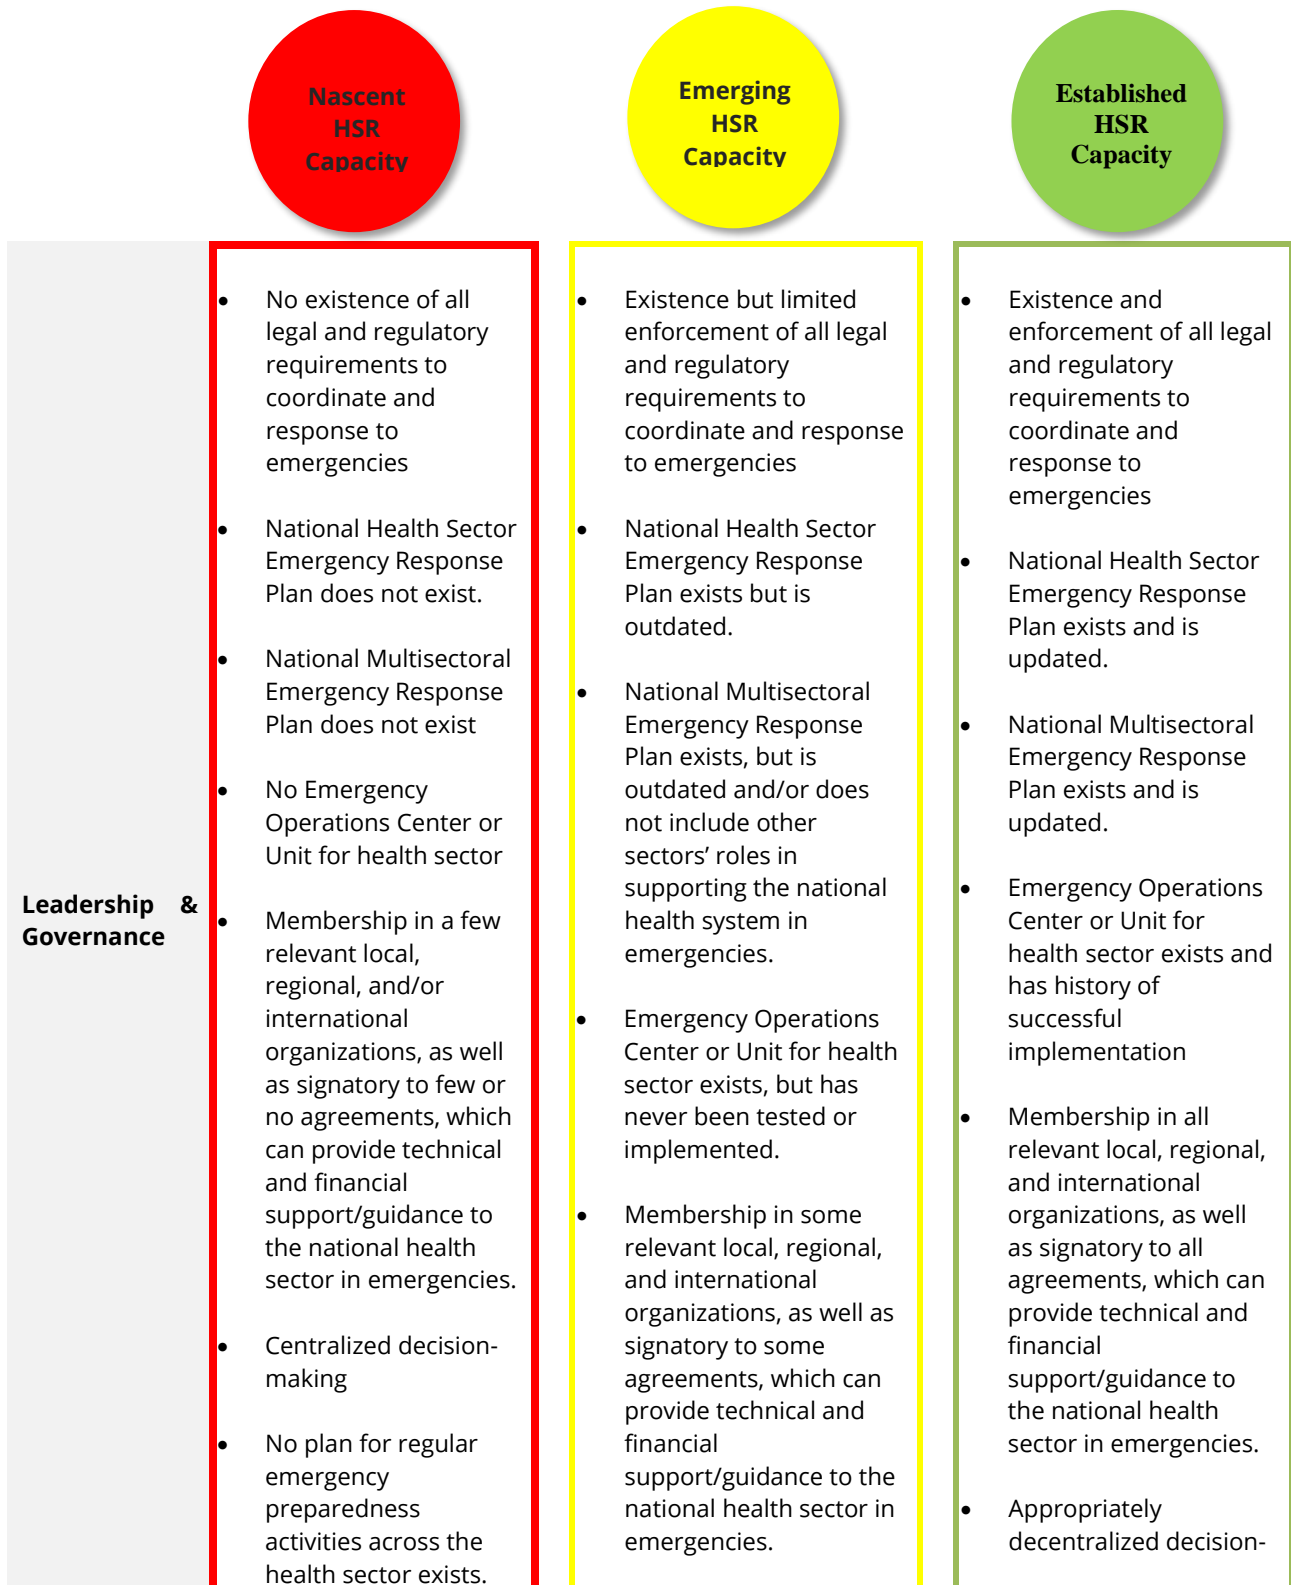 Nascent
HSR
Capacity
Emerging
HSR
Capacity
Established
HSR
Capacity
Leadership &
Governance
• No existence of all
legal and regulatory
requirements to
coordinate and
response to
emergencies
• National Health Sector
Emergency Response
Plan does not exist.
• National Multisectoral
Emergency Response
Plan does not exist
• No Emergency
Operations Center or
Unit for health sector
• Membership in a few
relevant local,
regional, and/or
international
organizations, as well
as signatory to few or
no agreements, which
can provide technical
and financial
support/guidance to
the national health
sector in emergencies.
• Centralized decision-
making
• No plan for regular
emergency
preparedness
activities across the
health sector exists.
• Existence but limited
enforcement of all legal
and regulatory
requirements to
coordinate and response
to emergencies
• National Health Sector
Emergency Response
Plan exists but is
outdated.
• National Multisectoral
Emergency Response
Plan exists, but is
outdated and/or does
not include other
sectors’ roles in
supporting the national
health system in
emergencies.
• Emergency Operations
Center or Unit for health
sector exists, but has
never been tested or
implemented.
• Membership in some
relevant local, regional,
and international
organizations, as well as
signatory to some
agreements, which can
provide technical and
financial
support/guidance to the
national health sector in
emergencies.
• Existence and
enforcement of all legal
and regulatory
requirements to
coordinate and
response to
emergencies
• National Health Sector
Emergency Response
Plan exists and is
updated.
• National Multisectoral
Emergency Response
Plan exists and is
updated.
• Emergency Operations
Center or Unit for
health sector exists and
has history of
successful
implementation
• Membership in all
relevant local, regional,
and international
organizations, as well
as signatory to all
agreements, which can
provide technical and
financial
support/guidance to
the national health
sector in emergencies.
• Appropriately
decentralized decision-